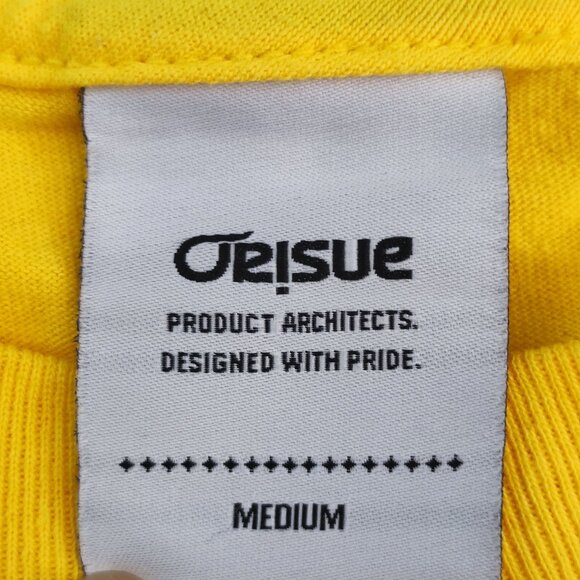 Orisue
PRODUCT ARCHITECTS.
DESIGNED WITH PRIDE.
MEDIUM